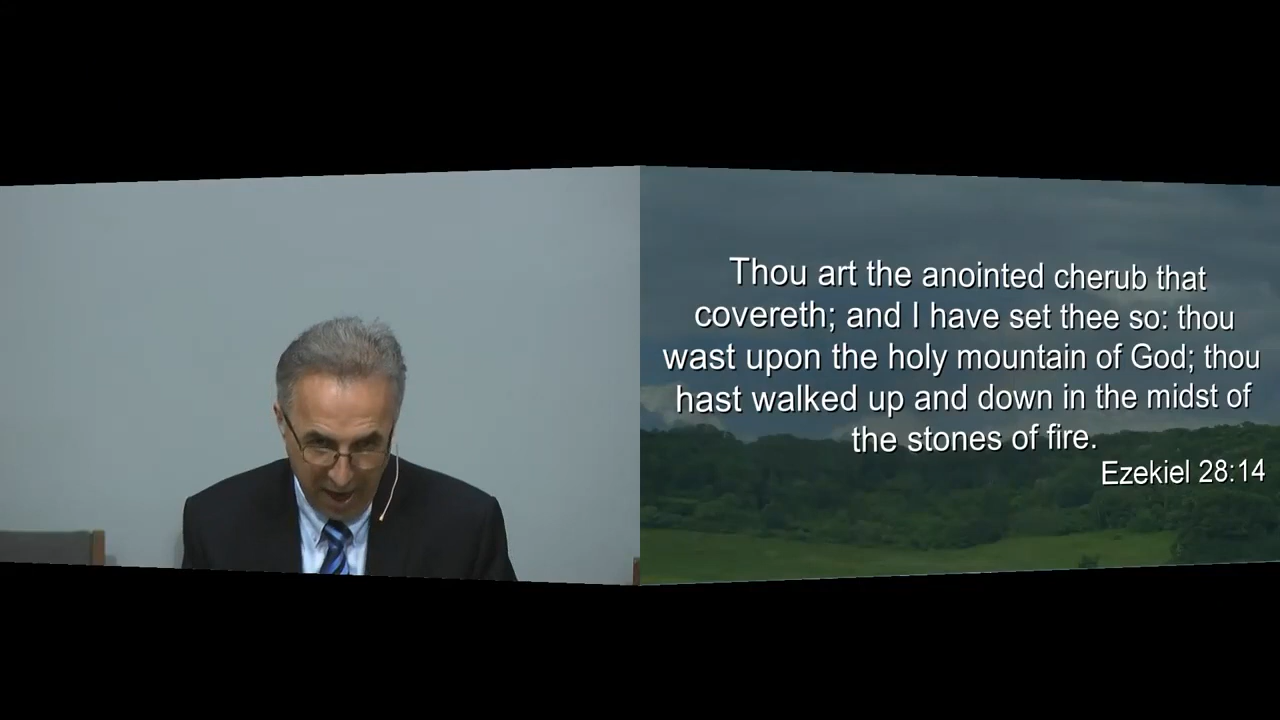 Thou art the anointed cherub that
covereth; and I have set thee so: thou
wast upon the holy mountain of God; thou
hast walked up and down in the midst of
the stones of fire.
Ezekiel 28:14